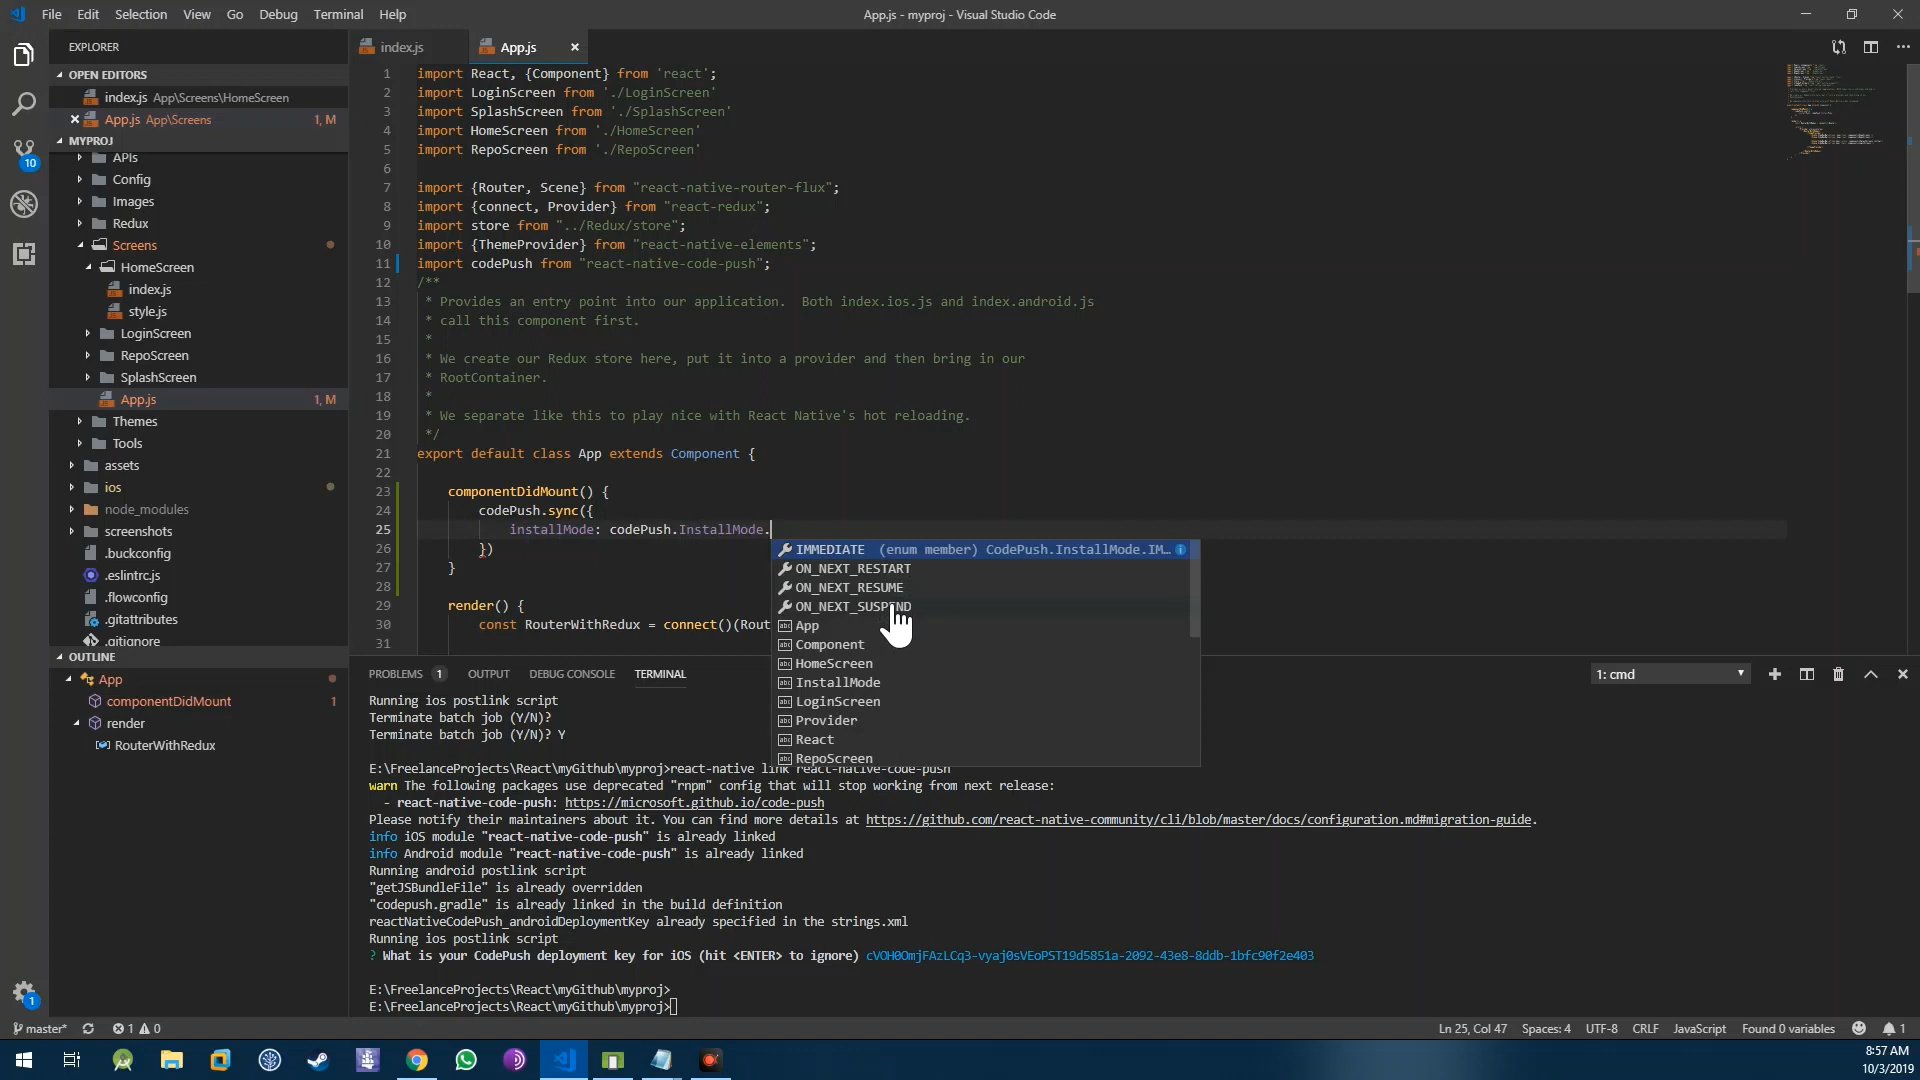 File Edit Selection View Go Debug Terminal Help
App.js - myproj - Visual Studio Code
EXPLORER
OPEN EDITORS
index.js App\Screens\HomeScreen
App.js App\Screens 1, M
MYPROJ
APIs
Config
Images
Redux
Screens
HomeScreen
index.js
style.js
LoginScreen
RepoScreen
SplashScreen
App.js 1, M
Themes
Tools
assets
ios
node_modules
screenshots
.buckconfig
.eslintrc.js
.flowconfig
.gitattributes
.gitignore
OUTLINE
App
componentDidMount 1
render
RouterWithRedux
10
1
index.js App.js
1 import React, {Component} from 'react';
2 import LoginScreen from './LoginScreen'
3 import SplashScreen from './SplashScreen'
4 import HomeScreen from './HomeScreen'
5 import RepoScreen from './RepoScreen'
6
7 import {Router, Scene} from "react-native-router-flux";
8 import {connect, Provider} from "react-redux";
9 import store from "../Redux/store";
10 import {ThemeProvider} from "react-native-elements";
11 import codePush from "react-native-code-push";
12 /**
13 * Provides an entry point into our application.  Both index.ios.js and index.android.js
14 * call this component first.
15 *
16 * We create our Redux store here, put it into a provider and then bring in our
17 * RootContainer.
18 *
19 * We separate like this to play nice with React Native's hot reloading.
20 */
21 export default class App extends Component {
22
23 componentDidMount() {
24 codePush.sync({
25 installMode: codePush.InstallMode.
26 })
27 }
28
29 render() {
30 const RouterWithRedux = connect()(Rout
31
IMMEDIATE (enum member) CodePush.InstallMode.IM…
ON_NEXT_RESTART
ON_NEXT_RESUME
ON_NEXT_SUSPEND
App
Component
HomeScreen
InstallMode
LoginScreen
Provider
React
RepoScreen
PROBLEMS 1 OUTPUT DEBUG CONSOLE TERMINAL 1: cmd
Running ios postlink script
Terminate batch job (Y/N)?
Terminate batch job (Y/N)? Y
E:\FreelanceProjects\React\myGithub\myproj>react-native link react-native-code-push
warn The following packages use deprecated "rnpm" config that will stop working from next release:
- react-native-code-push: https://microsoft.github.io/code-push
Please notify their maintainers about it. You can find more details at https://github.com/react-native-community/cli/blob/master/docs/configuration.md#migration-guide.
info iOS module "react-native-code-push" is already linked
info Android module "react-native-code-push" is already linked
Running android postlink script
"getJSBundleFile" is already overridden
"codepush.gradle" is already linked in the build definition
reactNativeCodePush_androidDeploymentKey already specified in the strings.xml
Running ios postlink script
? What is your CodePush deployment key for iOS (hit <ENTER> to ignore) cVOH0OmjFAzLCq3-vyaj0sVEoPST19d5851a-2092-43e8-8ddb-1bfc90f2e403
E:\FreelanceProjects\React\myGithub\myproj>
E:\FreelanceProjects\React\myGithub\myproj>
master* 1 0 Ln 25, Col 47 Spaces: 4 UTF-8 CRLF JavaScript Found 0 variables 1
8:57 AM
10/3/2019